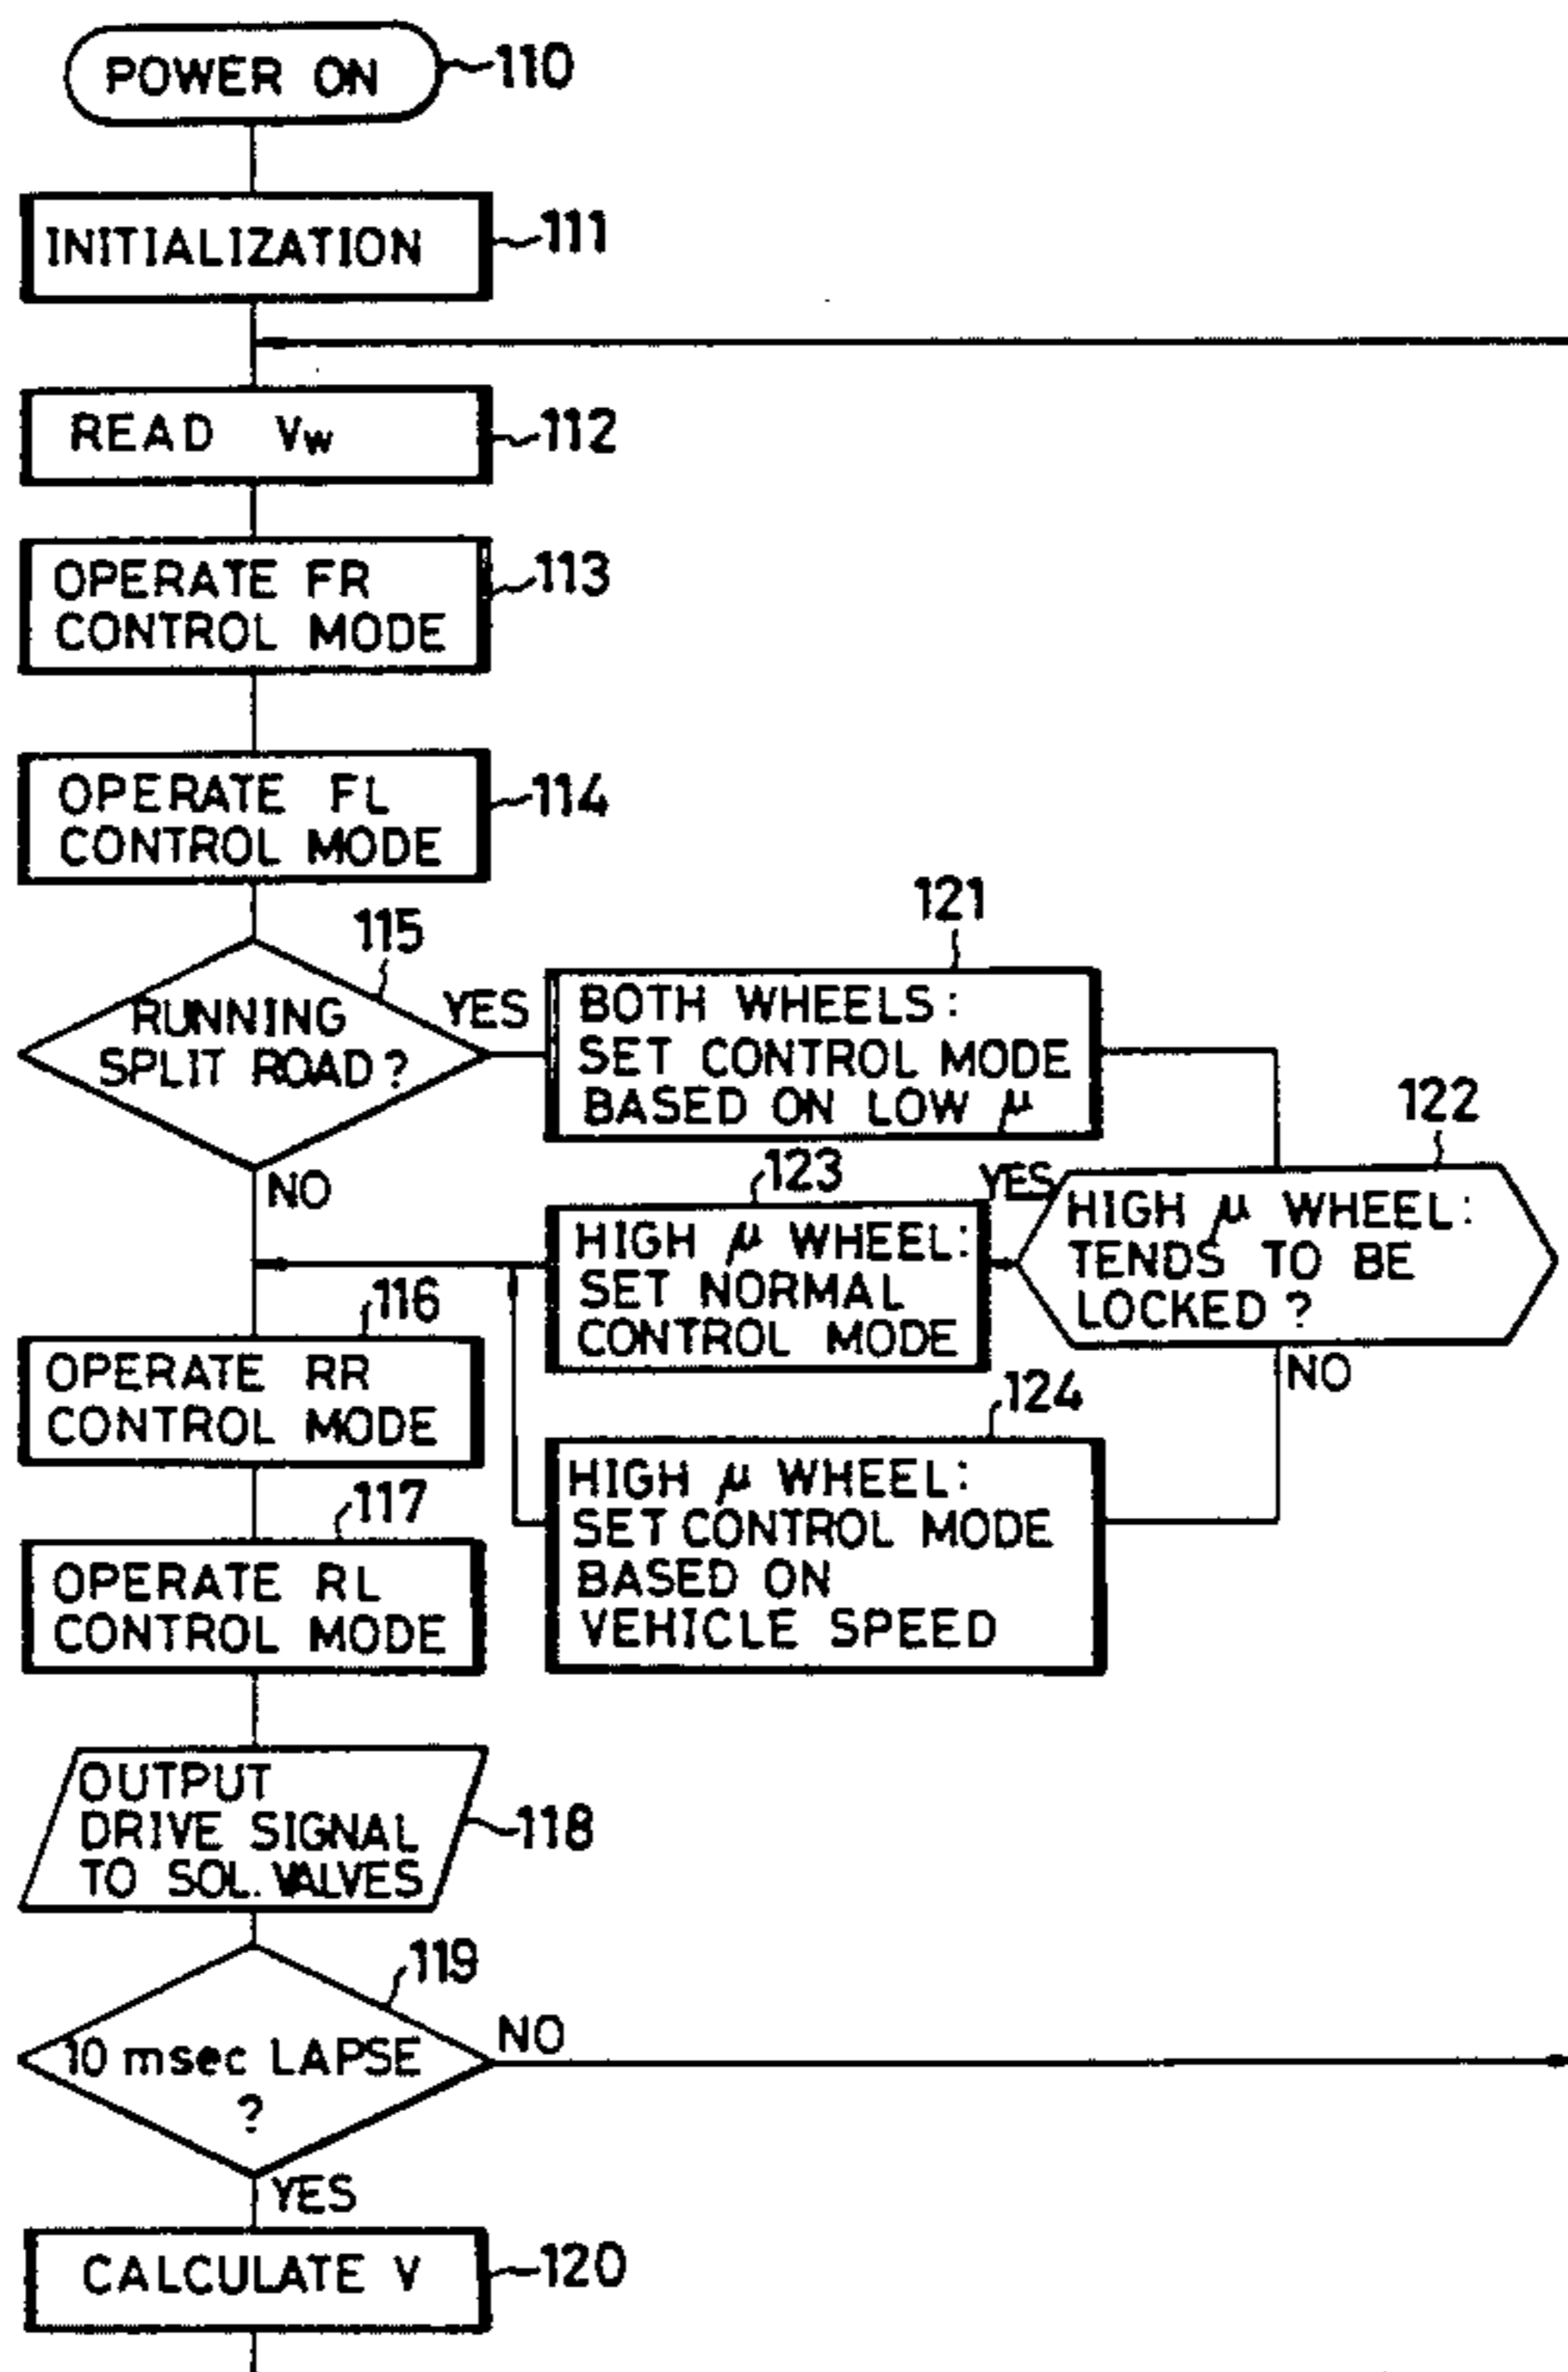 POWER ON
110
INITIALIZATION
111
READ Vw
112
OPERATE FR
CONTROL MODE
113
OPERATE FL
CONTROL MODE
114
115
RUNNING
SPLIT ROAD?
YES
NO
121
BOTH WHEELS:
SET CONTROL MODE
BASED ON LOW μ
122
HIGH μ WHEEL:
TENDS TO BE
LOCKED?
YES
NO
123
HIGH μ WHEEL:
SET NORMAL
CONTROL MODE
124
HIGH μ WHEEL:
SET CONTROL MODE
BASED ON
VEHICLE SPEED
116
OPERATE RR
CONTROL MODE
117
OPERATE RL
CONTROL MODE
OUTPUT
DRIVE SIGNAL
TO SOL. VALVES
118
119
10 msec LAPSE
?
NO
YES
CALCULATE V
120